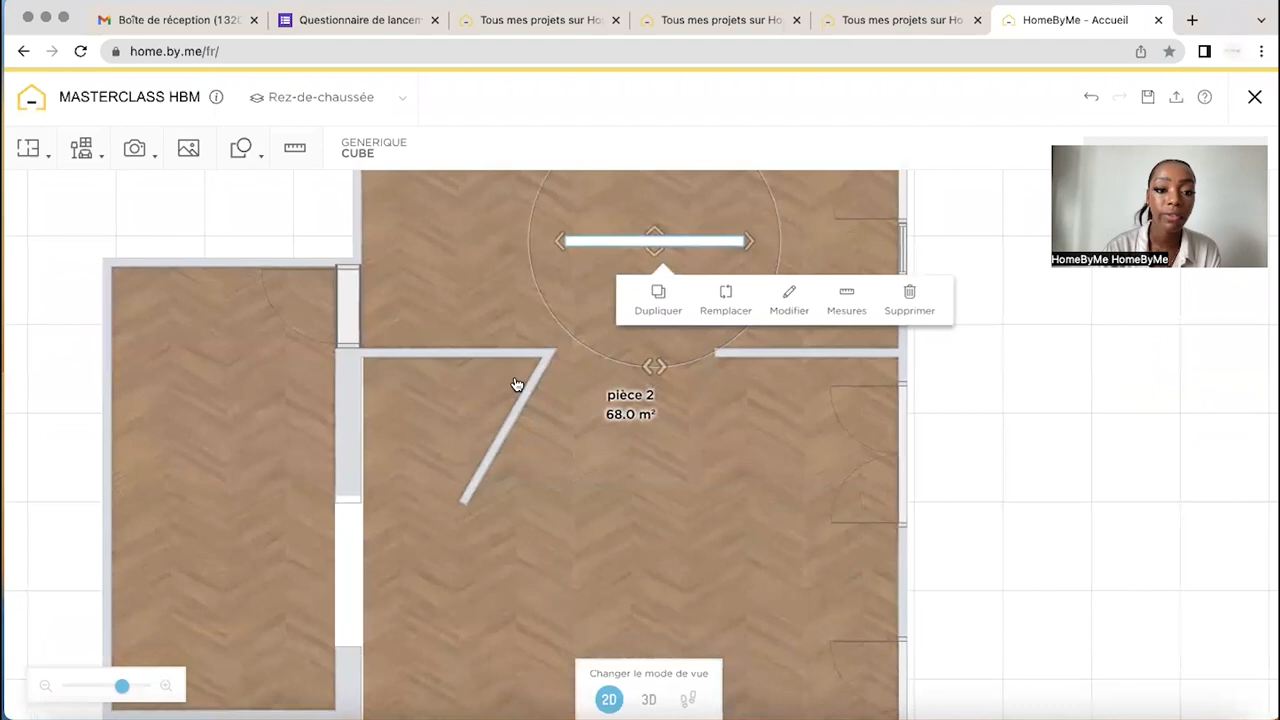 Boîte de réception (1320
Questionnaire de lancem
Tous mes projets sur Ho
Tous mes projets sur Ho
Tous mes projets sur Ho
HomeByMe - Accueil
home.by.me/fr/
MASTERCLASS HBM
Rez-de-chaussée
GENERIQUE
CUBE
HomeByMe HomeByMe
Dupliquer
Remplacer
Modifier
Mesures
Supprimer
pièce 2
68.0 m²
Changer le mode de vue
2D
3D